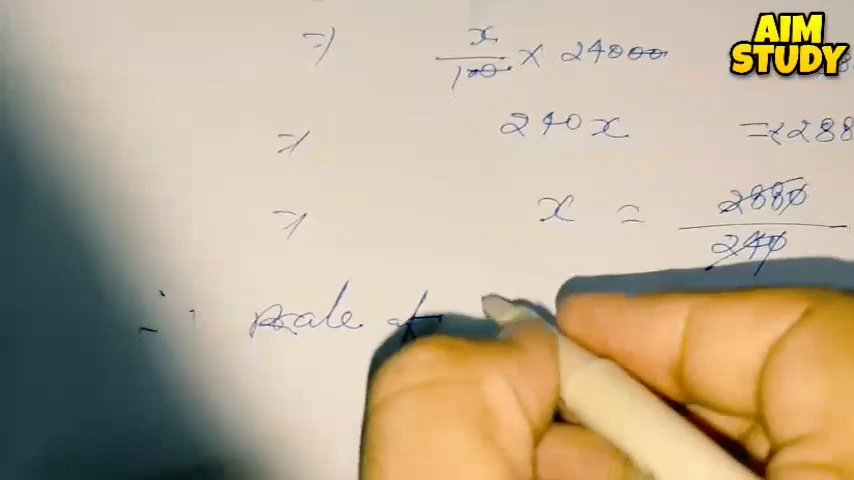 AIM
STUDY
⇒ x/100 × 24000
⇒ 240x = 288
⇒ x = 2880/240
∴ Rate of